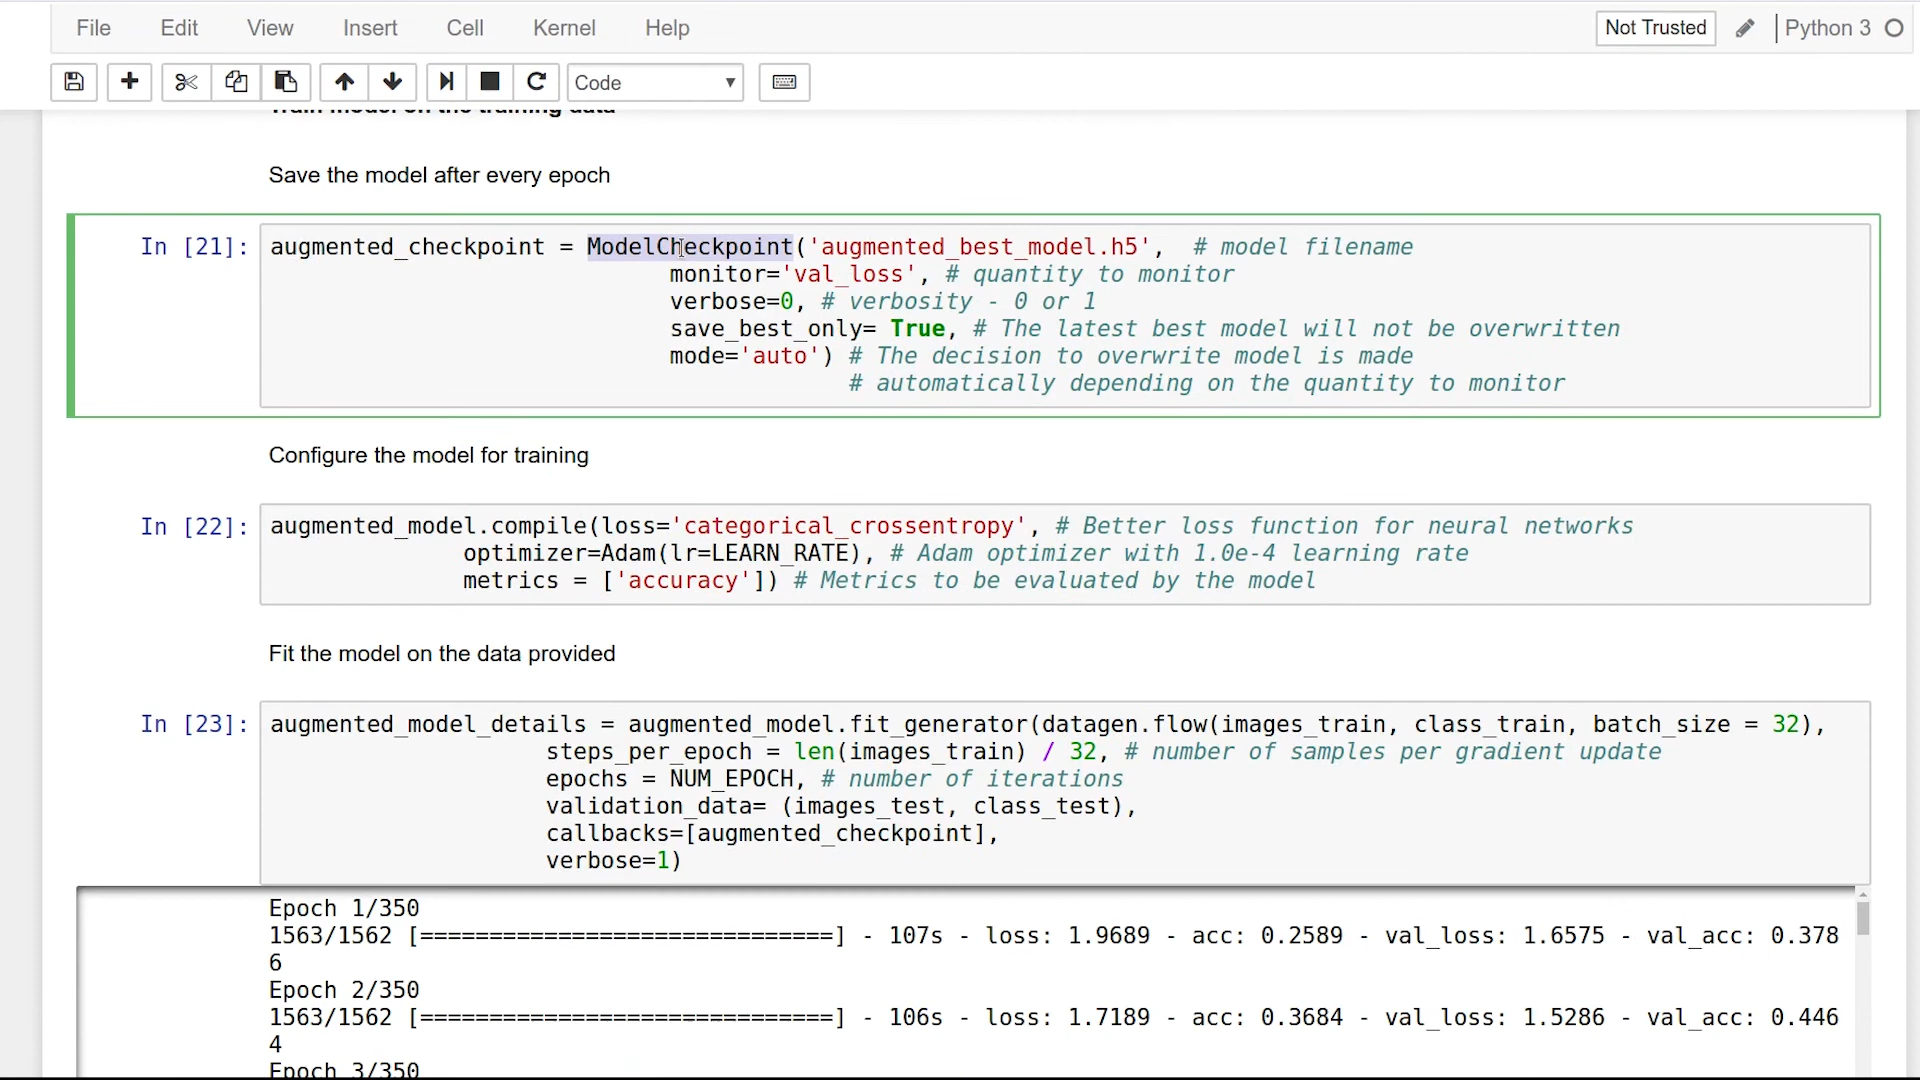 File Edit View Insert Cell Kernel Help Not Trusted Python 3
Code
Train model on the training data
Save the model after every epoch
In [21]: augmented_checkpoint = ModelCheckpoint('augmented_best_model.h5', # model filename
monitor='val_loss', # quantity to monitor
verbose=0, # verbosity - 0 or 1
save_best_only= True, # The latest best model will not be overwritten
mode='auto') # The decision to overwrite model is made
# automatically depending on the quantity to monitor
Configure the model for training
In [22]: augmented_model.compile(loss='categorical_crossentropy', # Better loss function for neural networks
optimizer=Adam(lr=LEARN_RATE), # Adam optimizer with 1.0e-4 learning rate
metrics = ['accuracy']) # Metrics to be evaluated by the model
Fit the model on the data provided
In [23]: augmented_model_details = augmented_model.fit_generator(datagen.flow(images_train, class_train, batch_size = 32),
steps_per_epoch = len(images_train) / 32, # number of samples per gradient update
epochs = NUM_EPOCH, # number of iterations
validation_data= (images_test, class_test),
callbacks=[augmented_checkpoint],
verbose=1)
Epoch 1/350
1563/1562 [==============================] - 107s - loss: 1.9689 - acc: 0.2589 - val_loss: 1.6575 - val_acc: 0.378
6
Epoch 2/350
1563/1562 [==============================] - 106s - loss: 1.7189 - acc: 0.3684 - val_loss: 1.5286 - val_acc: 0.446
4
Epoch 3/350